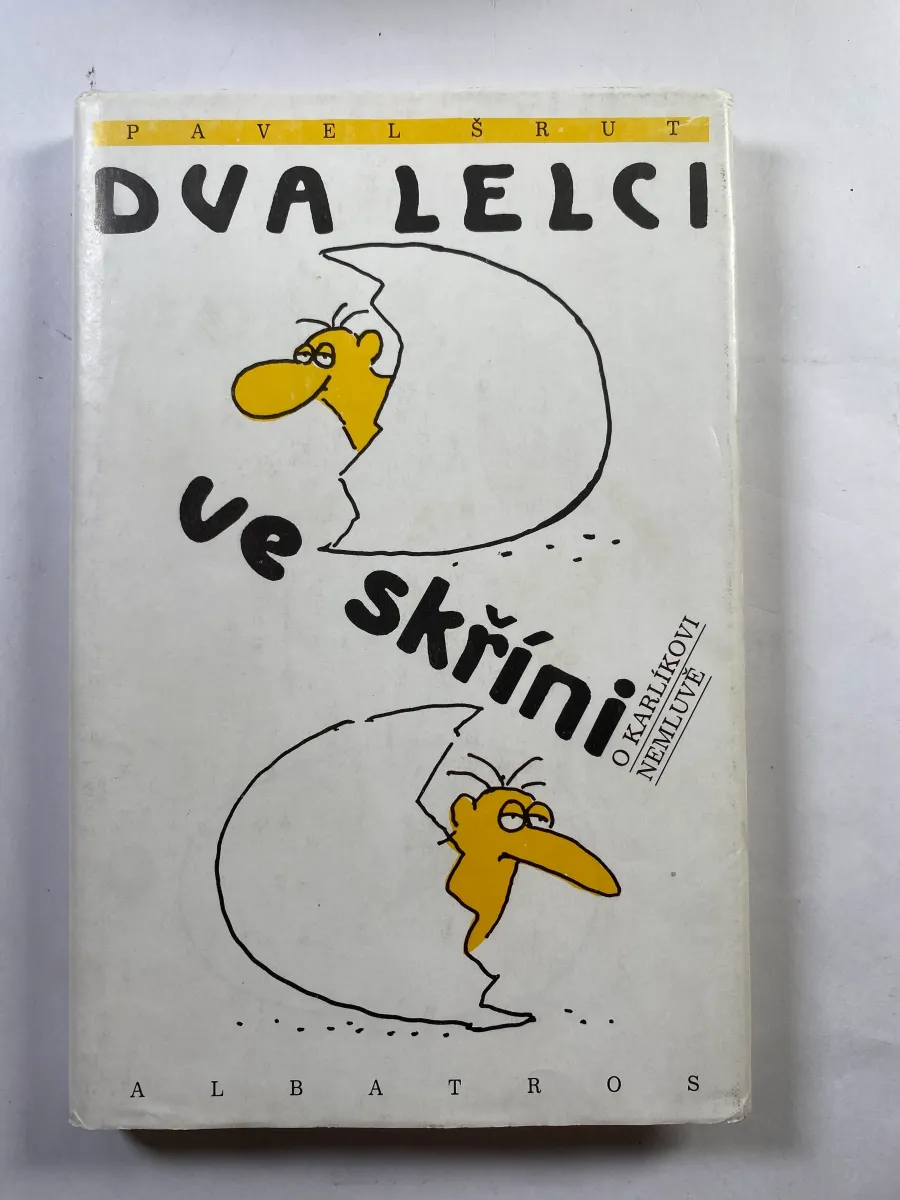 PAVEL ŠRUT
DVA LELCI
ve
skříni
O KARLÍKOVI
NEMLUVĚ
ALBATROS